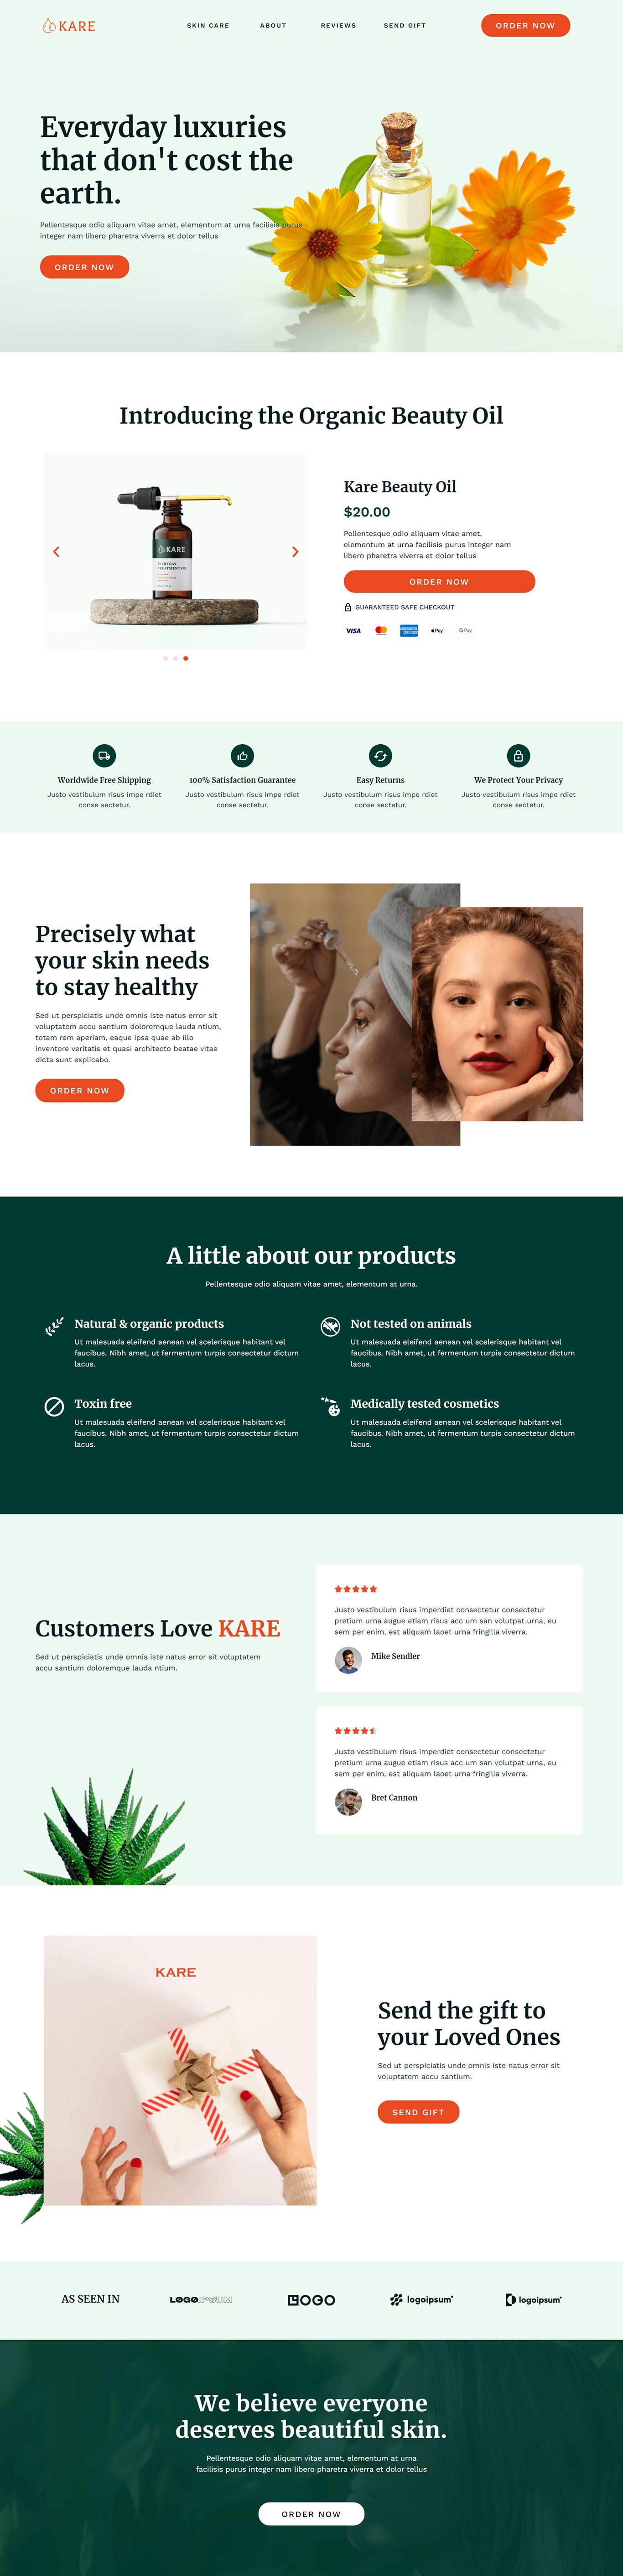 KARE
SKIN CARE
ABOUT
REVIEWS
SEND GIFT
ORDER NOW
Everyday luxuries
that don't cost the
earth.
Pellentesque odio aliquam vitae amet, elementum at urna facilisis purus
integer nam libero pharetra viverra et dolor tellus
ORDER NOW
Introducing the Organic Beauty Oil
KARE
EVERYDAY
TREATMENT OIL
Kare Beauty Oil
$20.00
Pellentesque odio aliquam vitae amet,
elementum at urna facilisis purus integer nam
libero pharetra viverra et dolor tellus
ORDER NOW
GUARANTEED SAFE CHECKOUT
VISA
Pay
G Pay
Worldwide Free Shipping
Justo vestibulum risus impe rdiet
conse sectetur.
100% Satisfaction Guarantee
Justo vestibulum risus impe rdiet
conse sectetur.
Easy Returns
Justo vestibulum risus impe rdiet
conse sectetur.
We Protect Your Privacy
Justo vestibulum risus impe rdiet
conse sectetur.
Precisely what
your skin needs
to stay healthy
Sed ut perspiciatis unde omnis iste natus error sit
voluptatem accu santium doloremque lauda ntium,
totam rem aperiam, eaque ipsa quae ab illo
inventore veritatis et quasi architecto beatae vitae
dicta sunt explicabo.
ORDER NOW
A little about our products
Pellentesque odio aliquam vitae amet, elementum at urna.
Natural & organic products
Ut malesuada eleifend aenean vel scelerisque habitant vel
faucibus. Nibh amet, ut fermentum turpis consectetur dictum
lacus.
Not tested on animals
Ut malesuada eleifend aenean vel scelerisque habitant vel
faucibus. Nibh amet, ut fermentum turpis consectetur dictum
lacus.
Toxin free
Ut malesuada eleifend aenean vel scelerisque habitant vel
faucibus. Nibh amet, ut fermentum turpis consectetur dictum
lacus.
Medically tested cosmetics
Ut malesuada eleifend aenean vel scelerisque habitant vel
faucibus. Nibh amet, ut fermentum turpis consectetur dictum
lacus.
Customers Love KARE
Sed ut perspiciatis unde omnis iste natus error sit voluptatem
accu santium doloremque lauda ntium.
Justo vestibulum risus imperdiet consectetur consectetur
pretium urna augue etiam risus acc um san volutpat urna, eu
sem per enim, est aliquam laoet urna fringilla viverra.
Mike Sendler
Justo vestibulum risus imperdiet consectetur consectetur
pretium urna augue etiam risus acc um san volutpat urna, eu
sem per enim, est aliquam laoet urna fringilla viverra.
Bret Cannon
KARE
Send the gift to
your Loved Ones
Sed ut perspiciatis unde omnis iste natus error sit
voluptatem accu santium.
SEND GIFT
AS SEEN IN
LOGOIPSUM
LOGO
logoipsum
logoipsum
We believe everyone
deserves beautiful skin.
Pellentesque odio aliquam vitae amet, elementum at urna
facilisis purus integer nam libero pharetra viverra et dolor tellus
ORDER NOW